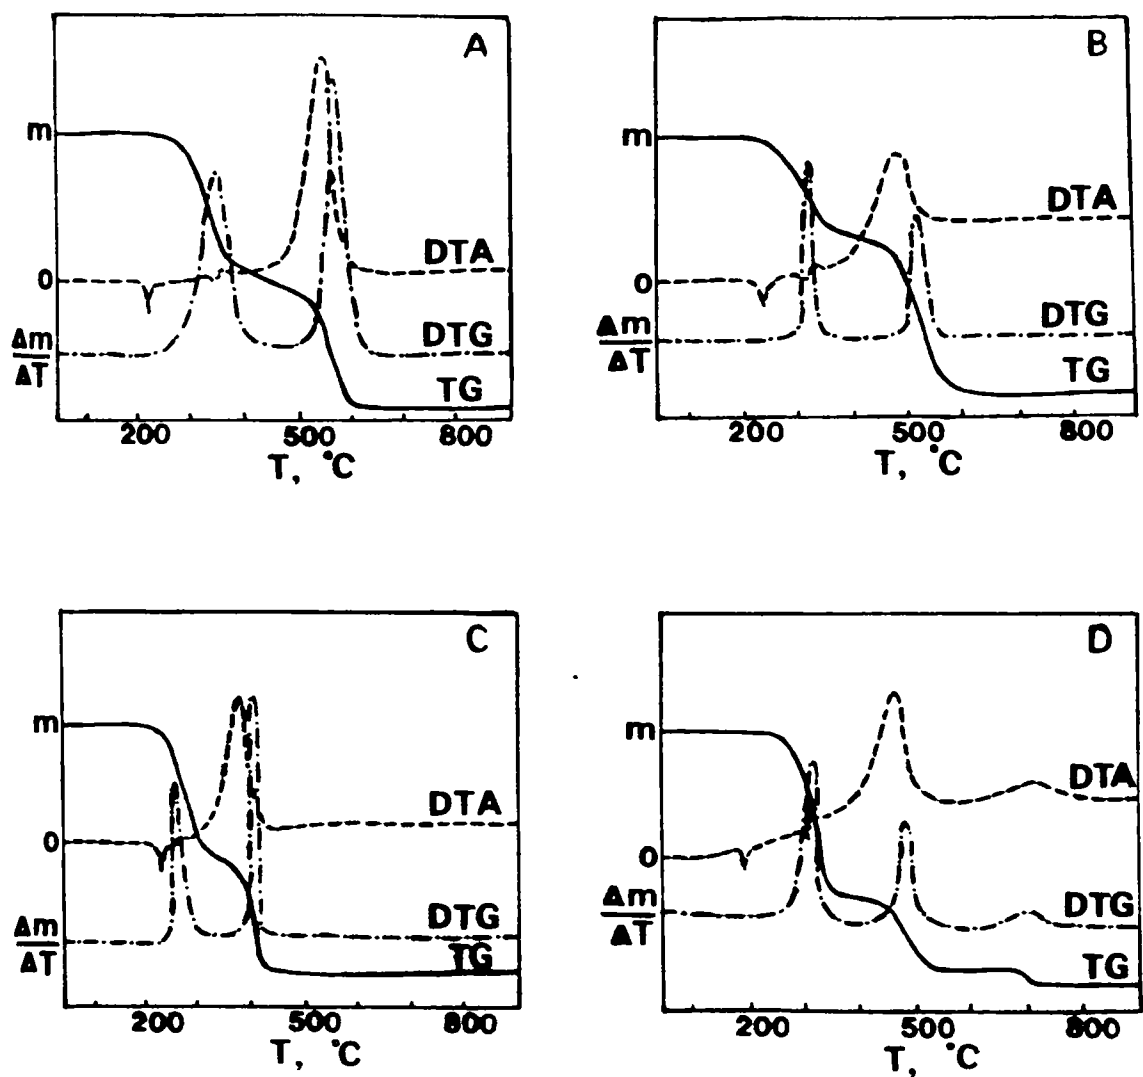 A
m
DTA
0
DTG
Δm
ΔT
TG
200 500 800
T, °C
B
m
DTA
0
DTG
Δm
ΔT
TG
200 500 800
T, °C
C
m
DTA
0
DTG
Δm
ΔT
TG
200 500 800
T, °C
D
m
DTA
0
DTG
Δm
ΔT
TG
200 500 800
T, °C